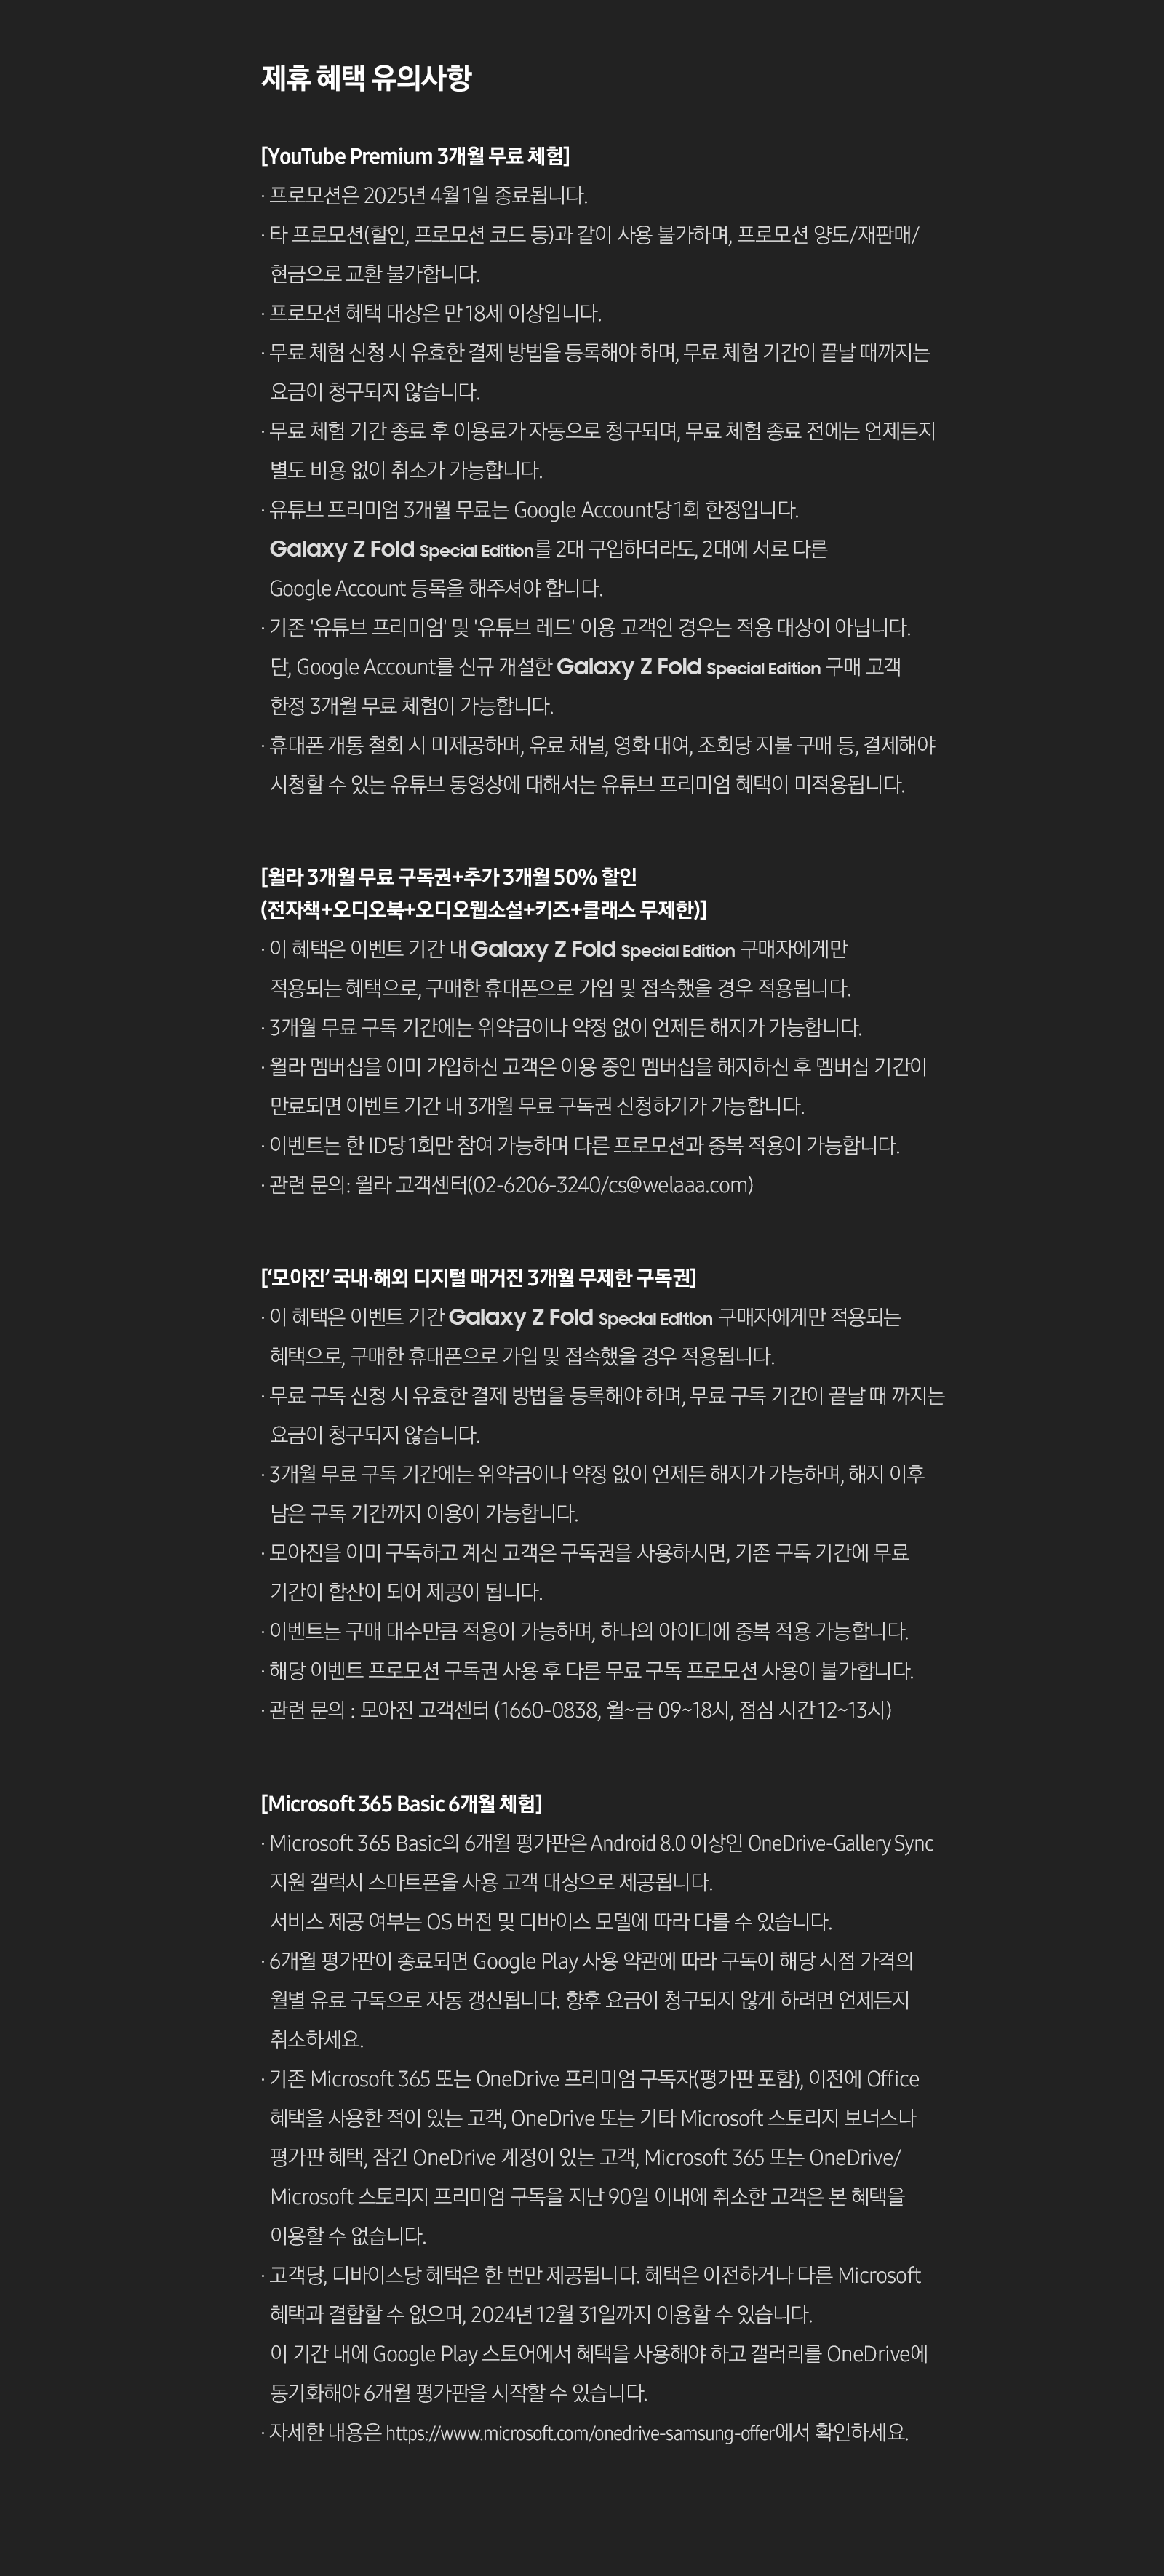 제휴 혜택 유의사항
[YouTube Premium 3개월 무료 체험]
· 프로모션은 2025년 4월 1일 종료됩니다.
· 타 프로모션(할인, 프로모션 코드 등)과 같이 사용 불가하며, 프로모션 양도/재판매/
현금으로 교환 불가합니다.
· 프로모션 혜택 대상은 만 18세 이상입니다.
· 무료 체험 신청 시 유효한 결제 방법을 등록해야 하며, 무료 체험 기간이 끝날 때까지는
요금이 청구되지 않습니다.
· 무료 체험 기간 종료 후 이용료가 자동으로 청구되며, 무료 체험 종료 전에는 언제든지
별도 비용 없이 취소가 가능합니다.
· 유튜브 프리미엄 3개월 무료는 Google Account당 1회 한정입니다.
Galaxy Z Fold Special Edition를 2대 구입하더라도, 2대에 서로 다른
Google Account 등록을 해주셔야 합니다.
· 기존 '유튜브 프리미엄' 및 '유튜브 레드' 이용 고객인 경우는 적용 대상이 아닙니다.
단, Google Account를 신규 개설한 Galaxy Z Fold Special Edition 구매 고객
한정 3개월 무료 체험이 가능합니다.
· 휴대폰 개통 철회 시 미제공하며, 유료 채널, 영화 대여, 조회당 지불 구매 등, 결제해야
시청할 수 있는 유튜브 동영상에 대해서는 유튜브 프리미엄 혜택이 미적용됩니다.
[윌라 3개월 무료 구독권+추가 3개월 50% 할인
(전자책+오디오북+오디오웹소설+키즈+클래스 무제한)]
· 이 혜택은 이벤트 기간 내 Galaxy Z Fold Special Edition 구매자에게만
적용되는 혜택으로, 구매한 휴대폰으로 가입 및 접속했을 경우 적용됩니다.
· 3개월 무료 구독 기간에는 위약금이나 약정 없이 언제든 해지가 가능합니다.
· 윌라 멤버십을 이미 가입하신 고객은 이용 중인 멤버십을 해지하신 후 멤버십 기간이
만료되면 이벤트 기간 내 3개월 무료 구독권 신청하기가 가능합니다.
· 이벤트는 한 ID당 1회만 참여 가능하며 다른 프로모션과 중복 적용이 가능합니다.
· 관련 문의: 윌라 고객센터(02-6206-3240/cs@welaaa.com)
[‘모아진’ 국내·해외 디지털 매거진 3개월 무제한 구독권]
· 이 혜택은 이벤트 기간 Galaxy Z Fold Special Edition 구매자에게만 적용되는
혜택으로, 구매한 휴대폰으로 가입 및 접속했을 경우 적용됩니다.
· 무료 구독 신청 시 유효한 결제 방법을 등록해야 하며, 무료 구독 기간이 끝날 때 까지는
요금이 청구되지 않습니다.
· 3개월 무료 구독 기간에는 위약금이나 약정 없이 언제든 해지가 가능하며, 해지 이후
남은 구독 기간까지 이용이 가능합니다.
· 모아진을 이미 구독하고 계신 고객은 구독권을 사용하시면, 기존 구독 기간에 무료
기간이 합산이 되어 제공이 됩니다.
· 이벤트는 구매 대수만큼 적용이 가능하며, 하나의 아이디에 중복 적용 가능합니다.
· 해당 이벤트 프로모션 구독권 사용 후 다른 무료 구독 프로모션 사용이 불가합니다.
· 관련 문의 : 모아진 고객센터 (1660-0838, 월~금 09~18시, 점심 시간 12~13시)
[Microsoft 365 Basic 6개월 체험]
· Microsoft 365 Basic의 6개월 평가판은 Android 8.0 이상인 OneDrive-Gallery Sync
지원 갤럭시 스마트폰을 사용 고객 대상으로 제공됩니다.
서비스 제공 여부는 OS 버전 및 디바이스 모델에 따라 다를 수 있습니다.
· 6개월 평가판이 종료되면 Google Play 사용 약관에 따라 구독이 해당 시점 가격의
월별 유료 구독으로 자동 갱신됩니다. 향후 요금이 청구되지 않게 하려면 언제든지
취소하세요.
· 기존 Microsoft 365 또는 OneDrive 프리미엄 구독자(평가판 포함), 이전에 Office
혜택을 사용한 적이 있는 고객, OneDrive 또는 기타 Microsoft 스토리지 보너스나
평가판 혜택, 잠긴 OneDrive 계정이 있는 고객, Microsoft 365 또는 OneDrive/
Microsoft 스토리지 프리미엄 구독을 지난 90일 이내에 취소한 고객은 본 혜택을
이용할 수 없습니다.
· 고객당, 디바이스당 혜택은 한 번만 제공됩니다. 혜택은 이전하거나 다른 Microsoft
혜택과 결합할 수 없으며, 2024년 12월 31일까지 이용할 수 있습니다.
이 기간 내에 Google Play 스토어에서 혜택을 사용해야 하고 갤러리를 OneDrive에
동기화해야 6개월 평가판을 시작할 수 있습니다.
· 자세한 내용은 https://www.microsoft.com/onedrive-samsung-offer에서 확인하세요.